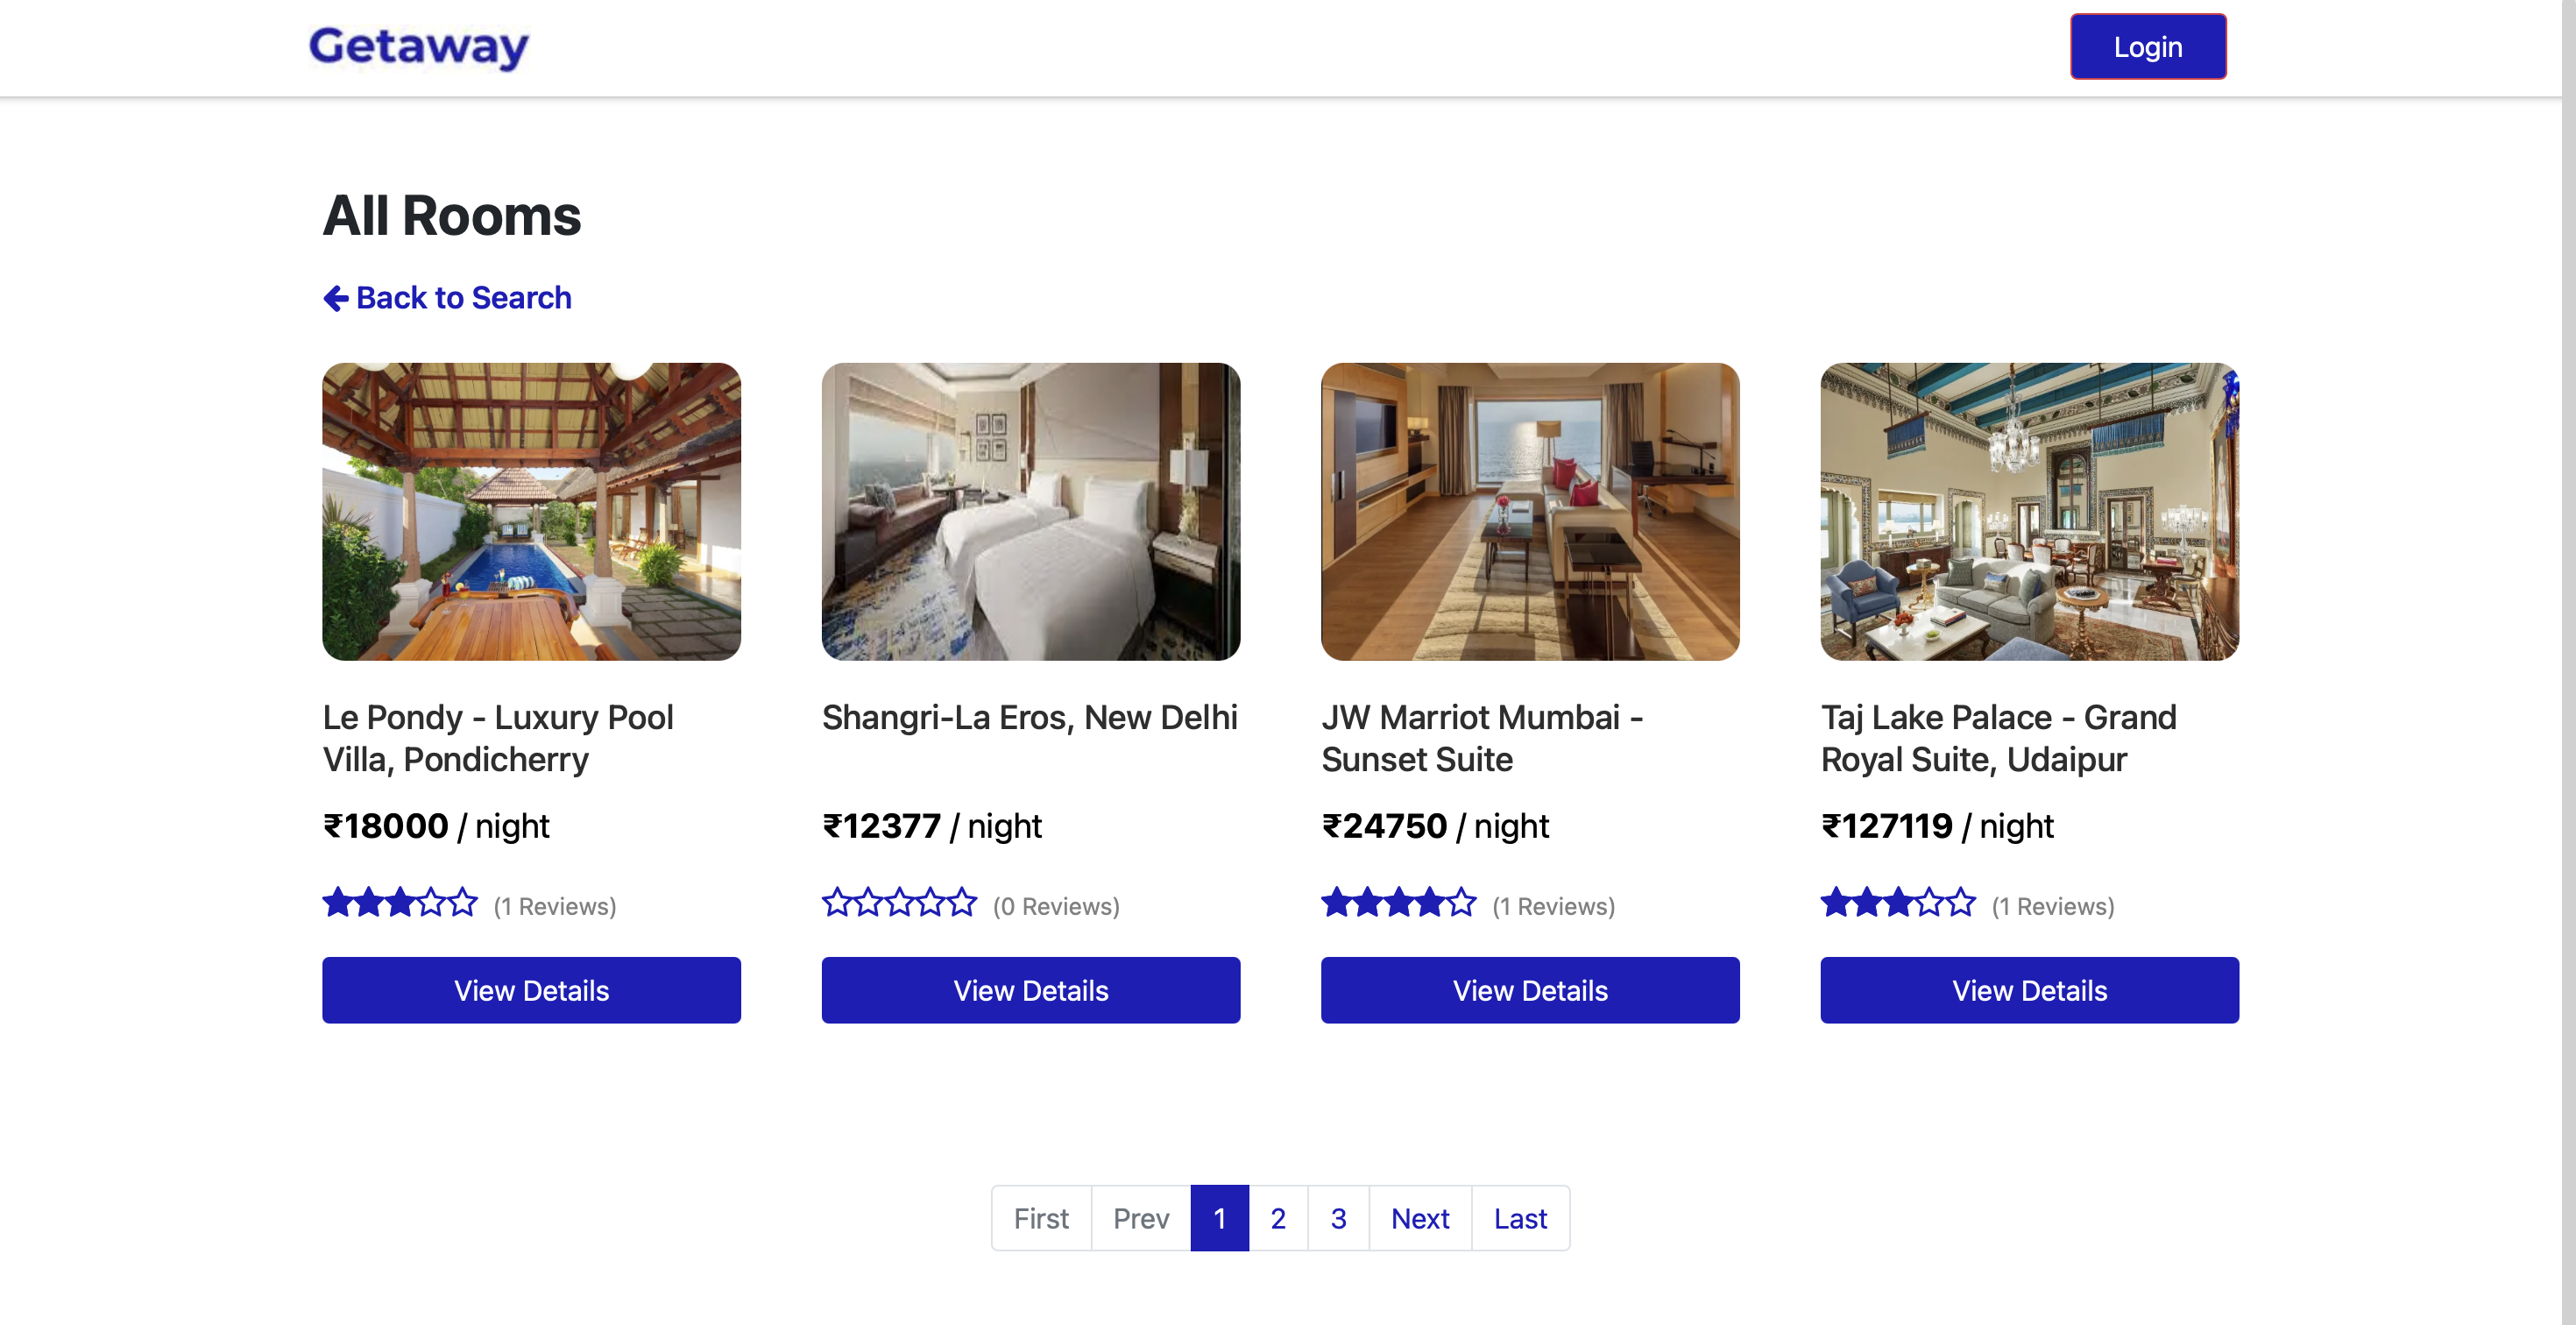 Getaway
Login
All Rooms
Back to Search
Le Pondy - Luxury Pool
Villa, Pondicherry
₹18000 / night
(1 Reviews)
View Details
Shangri-La Eros, New Delhi
₹12377 / night
(0 Reviews)
View Details
JW Marriot Mumbai -
Sunset Suite
₹24750 / night
(1 Reviews)
View Details
Taj Lake Palace - Grand
Royal Suite, Udaipur
₹127119 / night
(1 Reviews)
View Details
First Prev 1 2 3 Next Last